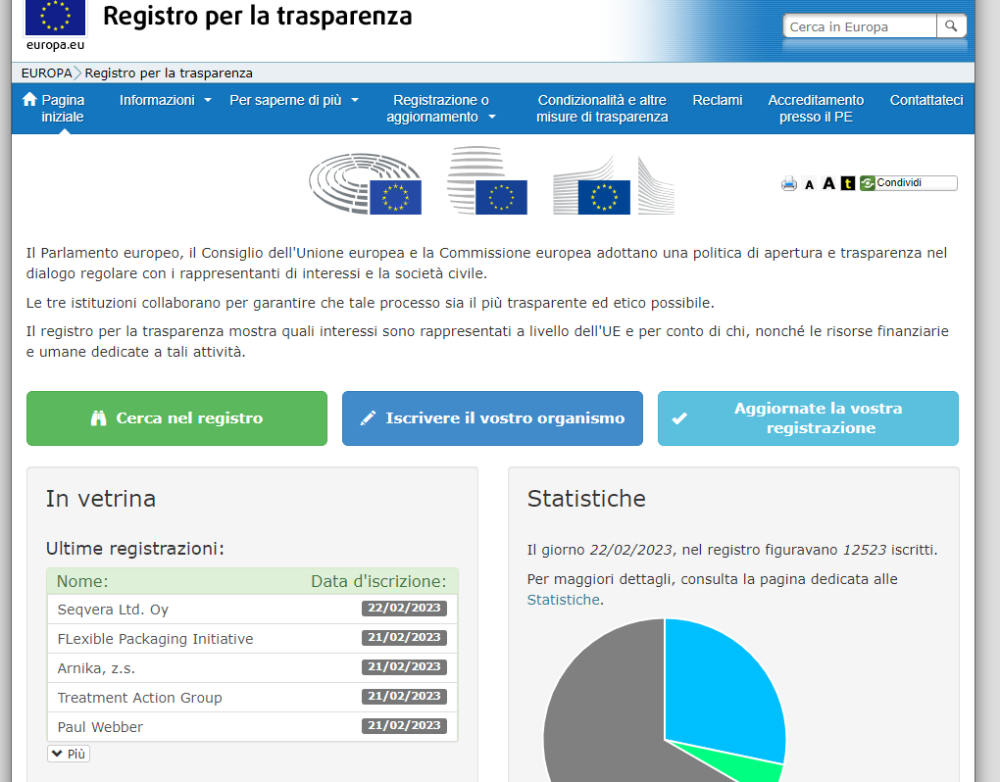 Registro per la trasparenza
europa.eu
Cerca in Europa
EUROPA Registro per la trasparenza
Pagina iniziale
Informazioni
Per saperne di più
Registrazione o aggiornamento
Condizionalità e altre misure di trasparenza
Reclami
Accreditamento presso il PE
Contattateci
A A t Condividi
Il Parlamento europeo, il Consiglio dell'Unione europea e la Commissione europea adottano una politica di apertura e trasparenza nel
dialogo regolare con i rappresentanti di interessi e la società civile.
Le tre istituzioni collaborano per garantire che tale processo sia il più trasparente ed etico possibile.
Il registro per la trasparenza mostra quali interessi sono rappresentati a livello dell'UE e per conto di chi, nonché le risorse finanziarie
e umane dedicate a tali attività.
Cerca nel registro
Iscrivere il vostro organismo
Aggiornate la vostra
registrazione
In vetrina
Ultime registrazioni:
Nome: Data d'iscrizione:
Seqvera Ltd. Oy 22/02/2023
FLexible Packaging Initiative 21/02/2023
Arnika, z.s. 21/02/2023
Treatment Action Group 21/02/2023
Paul Webber 21/02/2023
Più
Statistiche
Il giorno 22/02/2023, nel registro figuravano 12523 iscritti.
Per maggiori dettagli, consulta la pagina dedicata alle
Statistiche.